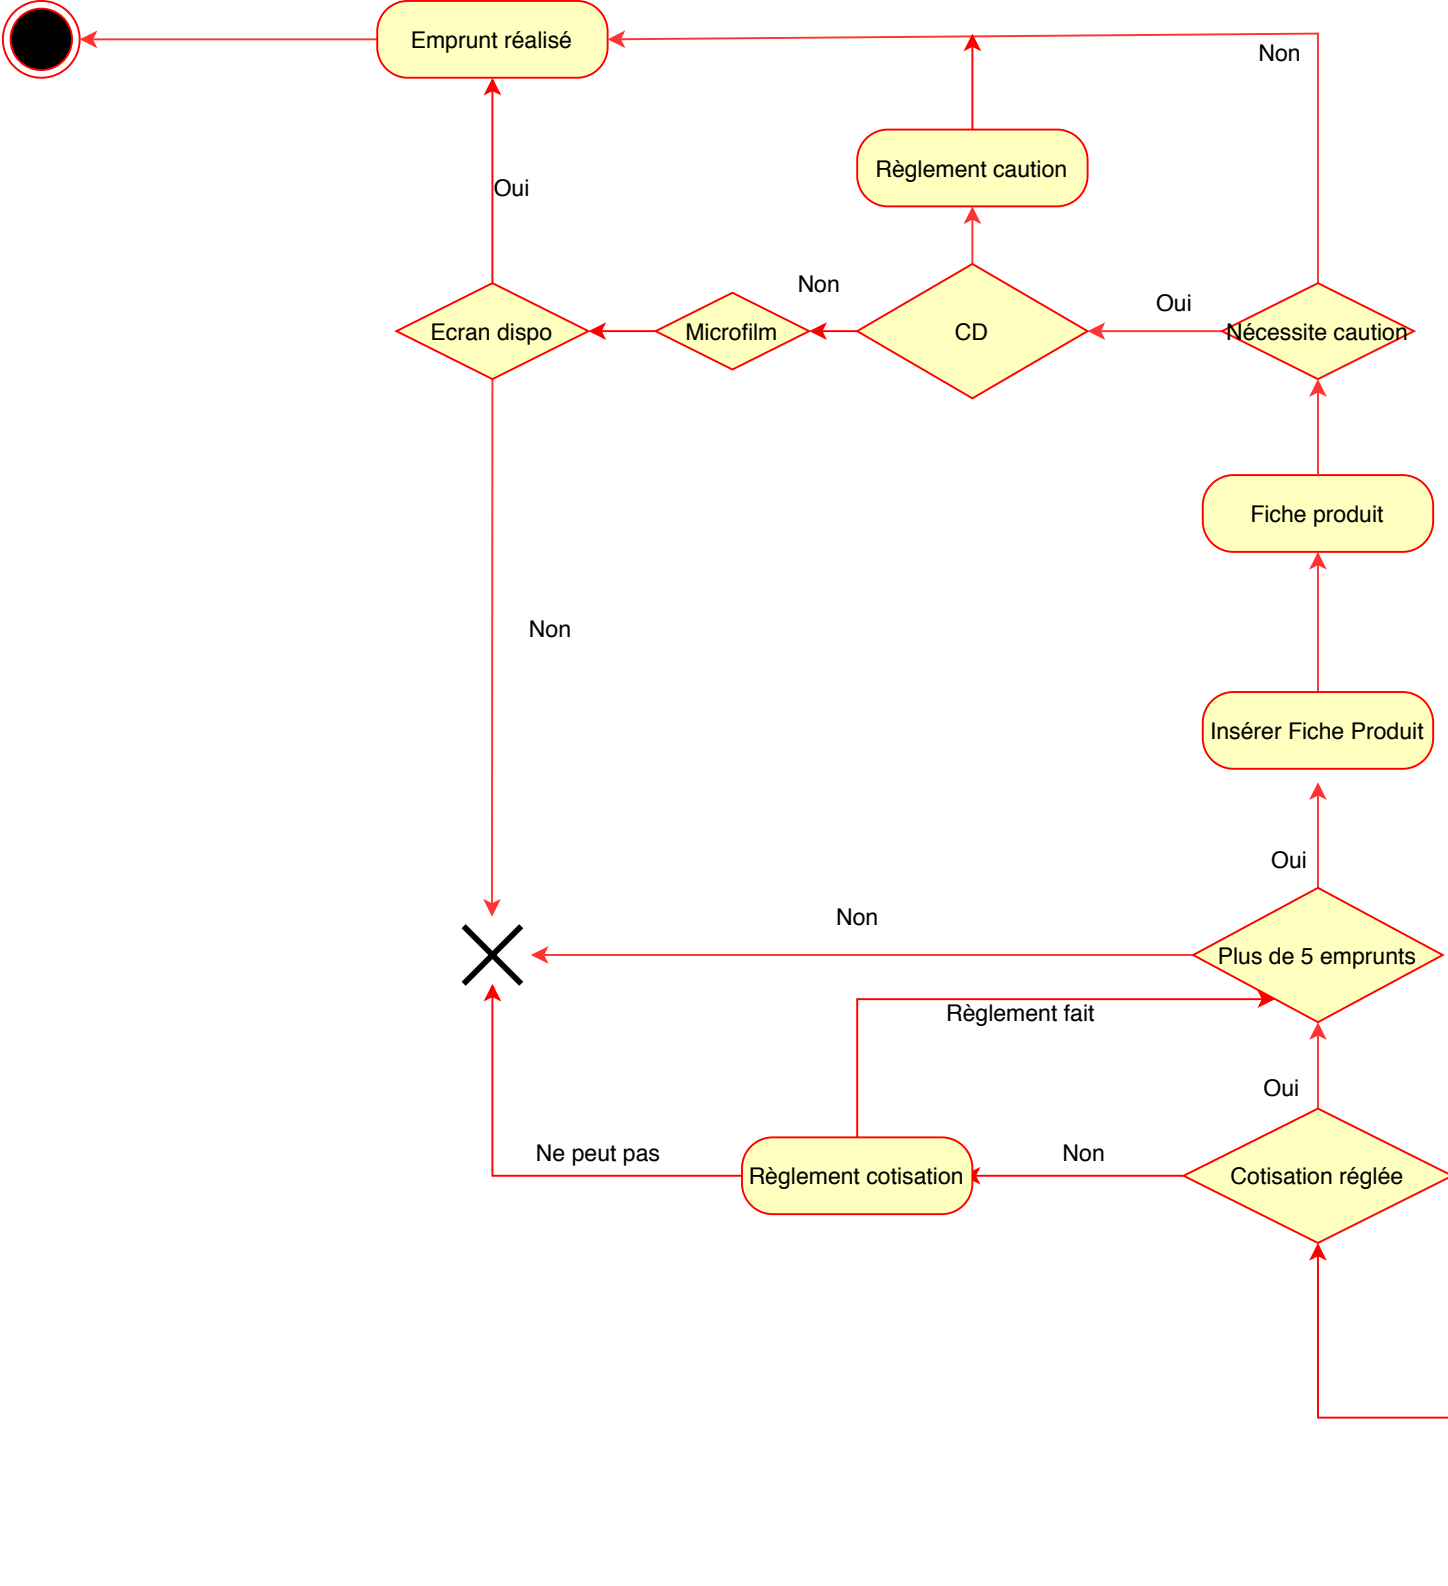 Emprunt réalisé
Non
Règlement caution
Oui
Non
Oui
Ecran dispo
Microfilm
CD
Nécessite caution
Fiche produit
Non
Insérer Fiche Produit
Oui
Non
Plus de 5 emprunts
Règlement fait
Oui
Ne peut pas
Non
Règlement cotisation
Cotisation réglée